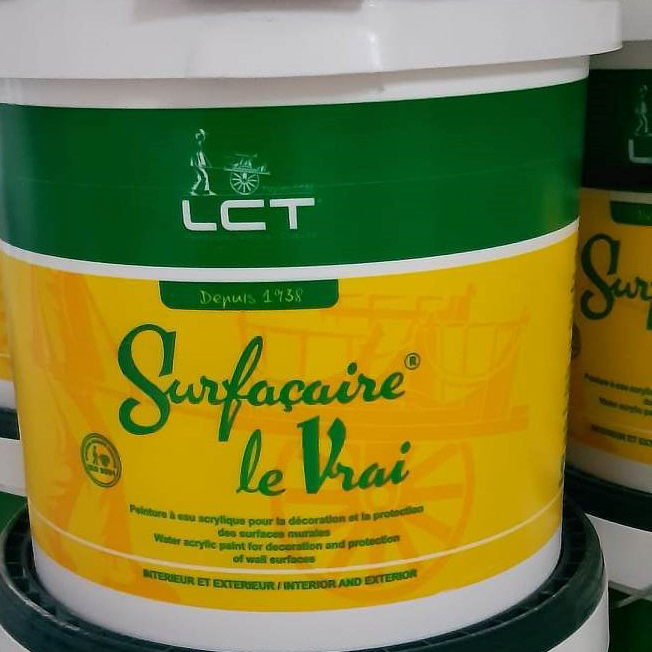 LCT
Depuis 1938
Surfaçaire®
le Vrai
Peinture à eau acrylique pour la décoration et la protection
des surfaces murales
Water acrylic paint for decoration and protection
of wall surfaces
INTERIEUR ET EXTERIEUR / INTERIOR AND EXTERIOR